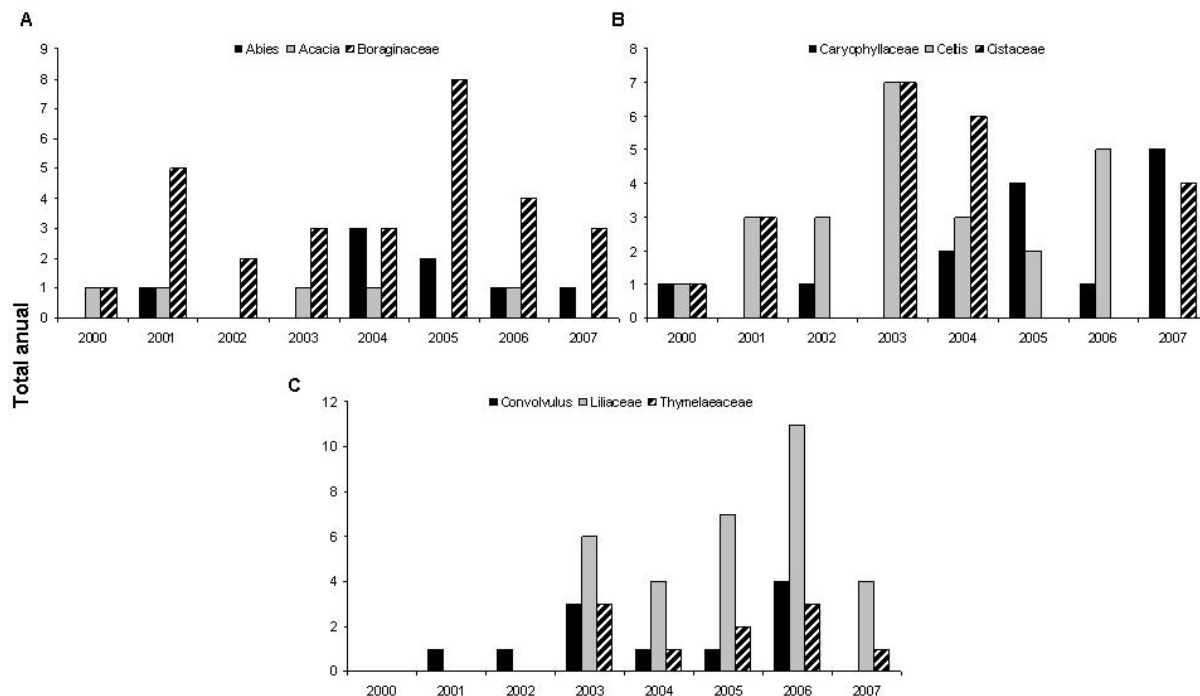 A
Abies Acacia Boraginaceae
9
8
7
6
5
4
3
2
1
0
2000 2001 2002 2003 2004 2005 2006 2007
B
Caryophyllaceae Celtis Cistaceae
8
7
6
5
4
3
2
1
0
2000 2001 2002 2003 2004 2005 2006 2007
Total anual
C
Convolvulus Liliaceae Thymelaeaceae
12
10
8
6
4
2
0
2000 2001 2002 2003 2004 2005 2006 2007